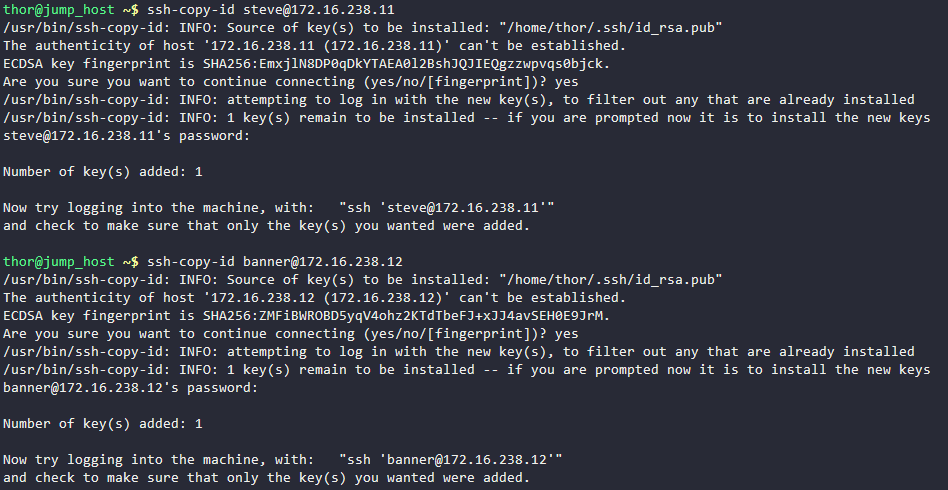 thor@jump_host ~$ ssh-copy-id steve@172.16.238.11
/usr/bin/ssh-copy-id: INFO: Source of key(s) to be installed: "/home/thor/.ssh/id_rsa.pub"
The authenticity of host '172.16.238.11 (172.16.238.11)' can't be established.
ECDSA key fingerprint is SHA256:EmxjlN8DP0qDkYTAEA0l2BshJQJIEQgzzwpvqs0bjck.
Are you sure you want to continue connecting (yes/no/[fingerprint])? yes
/usr/bin/ssh-copy-id: INFO: attempting to log in with the new key(s), to filter out any that are already installed
/usr/bin/ssh-copy-id: INFO: 1 key(s) remain to be installed -- if you are prompted now it is to install the new keys
steve@172.16.238.11's password:
Number of key(s) added: 1
Now try logging into the machine, with:   "ssh 'steve@172.16.238.11'"
and check to make sure that only the key(s) you wanted were added.
thor@jump_host ~$ ssh-copy-id banner@172.16.238.12
/usr/bin/ssh-copy-id: INFO: Source of key(s) to be installed: "/home/thor/.ssh/id_rsa.pub"
The authenticity of host '172.16.238.12 (172.16.238.12)' can't be established.
ECDSA key fingerprint is SHA256:ZMFiBWROBD5yqV4ohz2KTdTbeFJ+xJJ4avSEH0E9JrM.
Are you sure you want to continue connecting (yes/no/[fingerprint])? yes
/usr/bin/ssh-copy-id: INFO: attempting to log in with the new key(s), to filter out any that are already installed
/usr/bin/ssh-copy-id: INFO: 1 key(s) remain to be installed -- if you are prompted now it is to install the new keys
banner@172.16.238.12's password:
Number of key(s) added: 1
Now try logging into the machine, with:   "ssh 'banner@172.16.238.12'"
and check to make sure that only the key(s) you wanted were added.